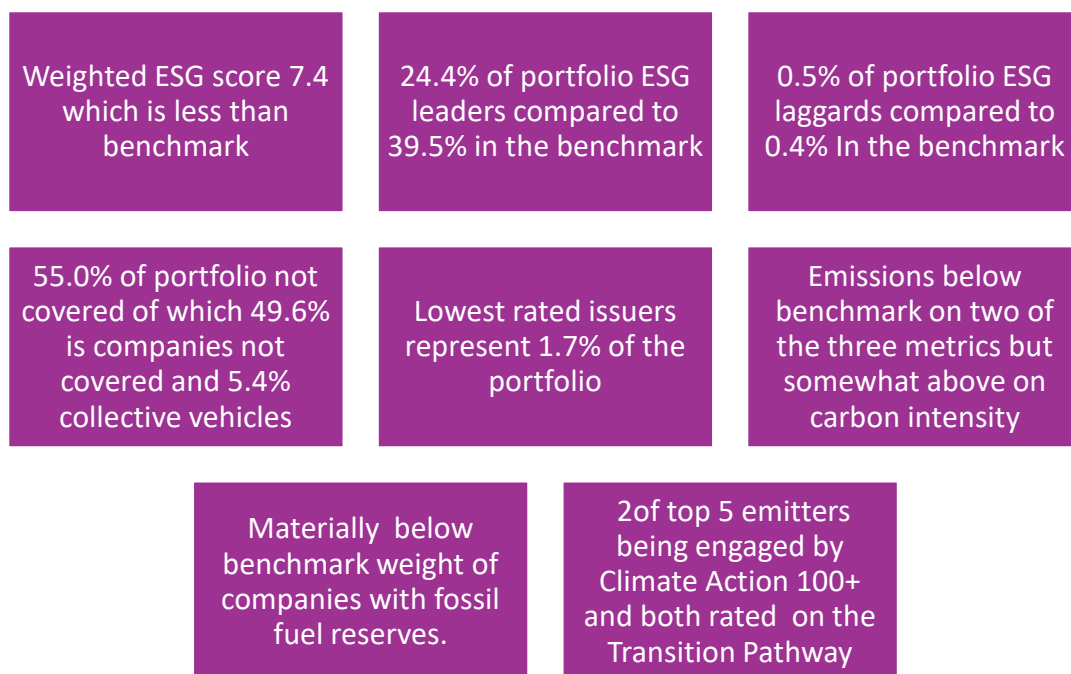 Weighted ESG score 7.4
which is less than
benchmark
24.4% of portfolio ESG
leaders compared to
39.5% in the benchmark
0.5% of portfolio ESG
laggards compared to
0.4% In the benchmark
55.0% of portfolio not
covered of which 49.6%
is companies not
covered and 5.4%
collective vehicles
Lowest rated issuers
represent 1.7% of the
portfolio
Emissions below
benchmark on two of
the three metrics but
somewhat above on
carbon intensity
Materially  below
benchmark weight of
companies with fossil
fuel reserves.
2of top 5 emitters
being engaged by
Climate Action 100+
and both rated  on the
Transition Pathway